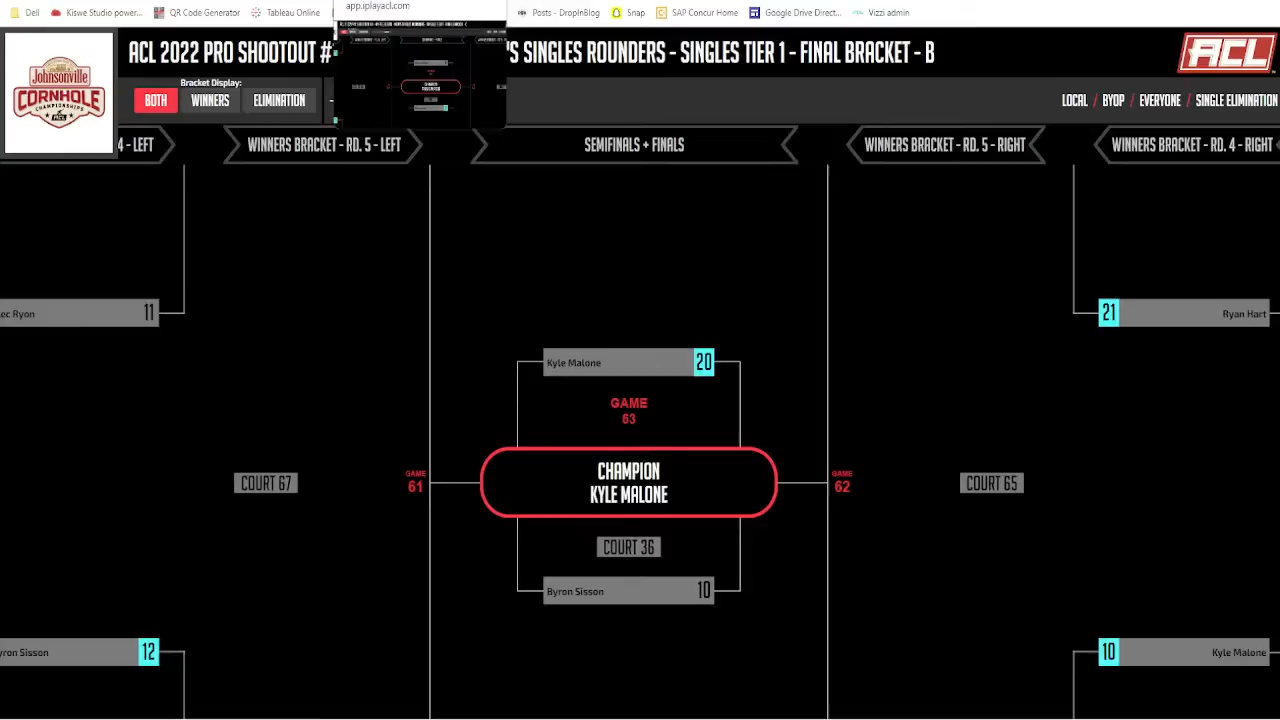 app.iplayacl.com
Dell
Kiswe Studio power...
QR Code Generator
Tableau Online
Posts - DropInBlog
Snap
SAP Concur Home
Google Drive Direct...
Vizzi admin
Johnsonville
CORNHOLE
CHAMPIONSHIPS
ACL
ACL 2022 PRO SHOOTOUT
PS SINGLES ROUNDERS - SINGLES TIER 1 - FINAL BRACKET - B
ACL
Bracket Display:
BOTH
WINNERS
ELIMINATION
LOCAL / BYOP / EVERYONE / SINGLE ELIMINATION
4 - LEFT
WINNERS BRACKET - RD. 5 - LEFT
SEMIFINALS + FINALS
WINNERS BRACKET - RD. 5 - RIGHT
WINNERS BRACKET - RD. 4 - RIGHT
ec Ryon 11
21 Ryan Hart
Kyle Malone 20
GAME
63
CHAMPION
KYLE MALONE
COURT 67
GAME
61
GAME
62
COURT 65
COURT 36
Byron Sisson 10
yron Sisson 12
10 Kyle Malone